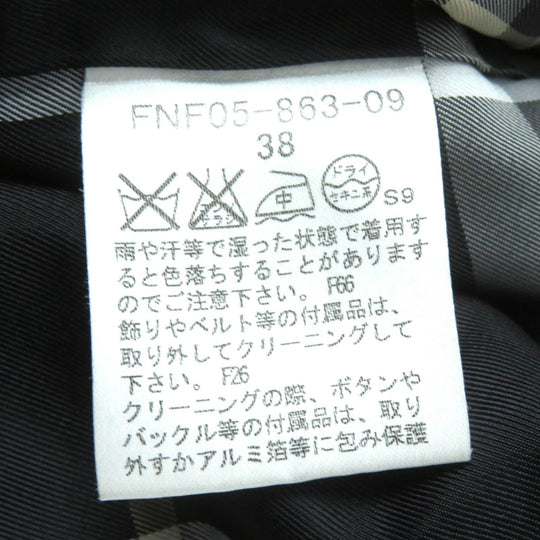 FNF05-863-09
38
エンソ サラシ 中 ドライ セキユ系 S9
雨や汗等で湿った状態で着用す
ると色落ちすることがあります
のでご注意下さい。 F66
飾りやベルト等の付属品は、
取り外してクリーニングして
下さい。 F26
クリーニングの際、ボタンや
バックル等の付属品は、取り
外すかアルミ箔等に包み保護